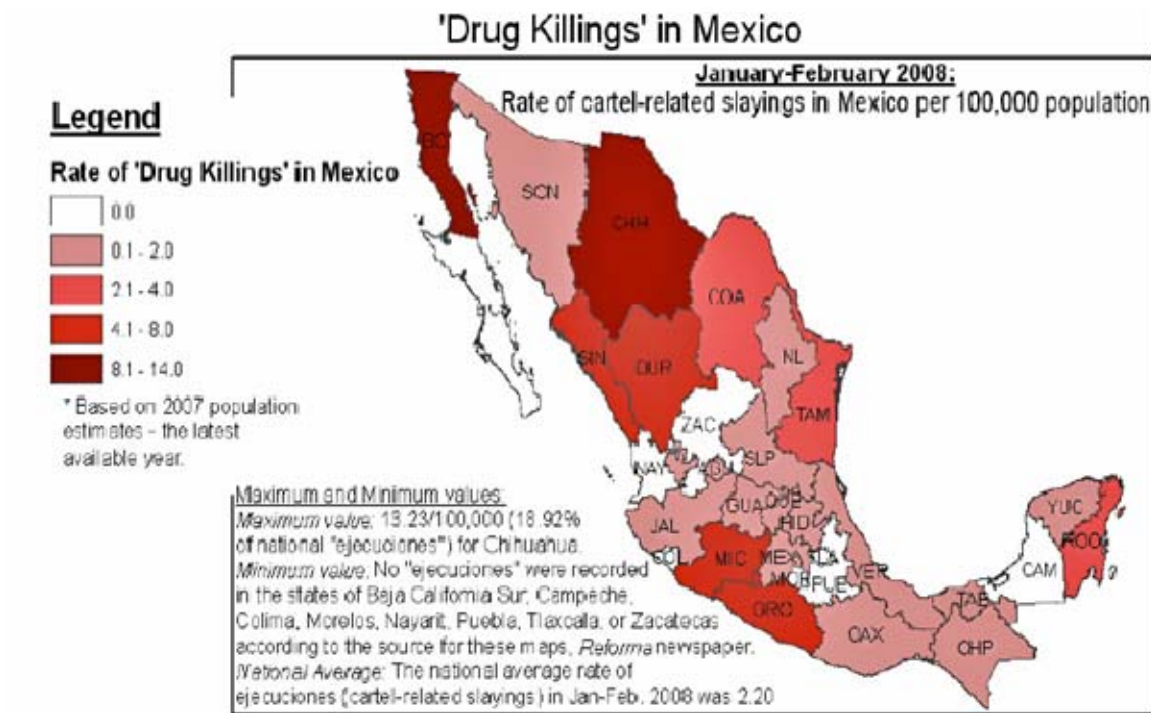 'Drug Killings' in Mexico
January-February 2008:
Rate of cartel-related slayings in Mexico per 100,000 population
Legend
Rate of 'Drug Killings' in Mexico
0.0
0.1 - 2.0
2.1 - 4.0
4.1 - 8.0
8.1 - 14.0
* Based on 2007 population
estimates – the latest
available year.
BC
SON
CHH
COA
BCS
SIN
DUR
NL
TAM
ZAC
NAY
AGU
SLP
JAL
GUA
QUE
HID
COL
MIC
MEX
TLA
MOR
PUE
VER
GRO
OAX
TAB
CHP
CAM
YUC
ROO
Maximum and Minimum values:
Maximum value: 13.23/100,000 (18.92%
of national "ejecuciones") for Chihuahua.
Minimum value: No "ejecuciones" were recorded
in the states of Baja California Sur, Campeche,
Colima, Morelos, Nayarit, Puebla, Tlaxcala, or Zacatecas
according to the source for these maps, Reforma newspaper.
National Average: The national average rate of
ejecuciones (cartel-related slayings) in Jan-Feb. 2008 was 2.20